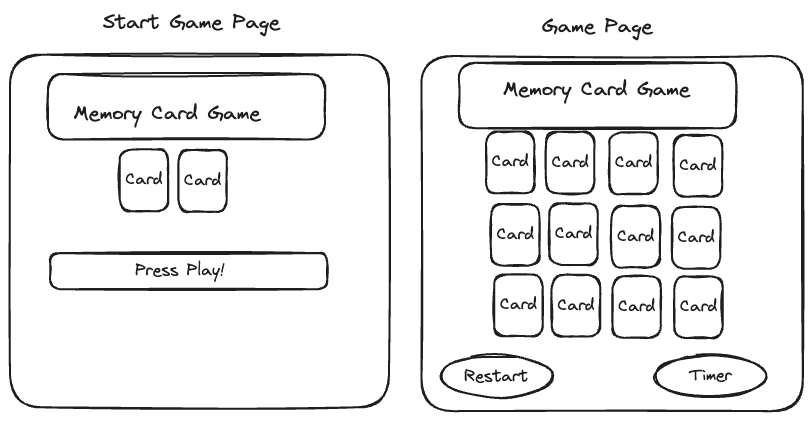 Start Game Page
Memory Card Game
Card Card
Press Play!
Game Page
Memory Card Game
Card Card Card Card
Card Card Card Card
Card Card Card Card
Restart Timer